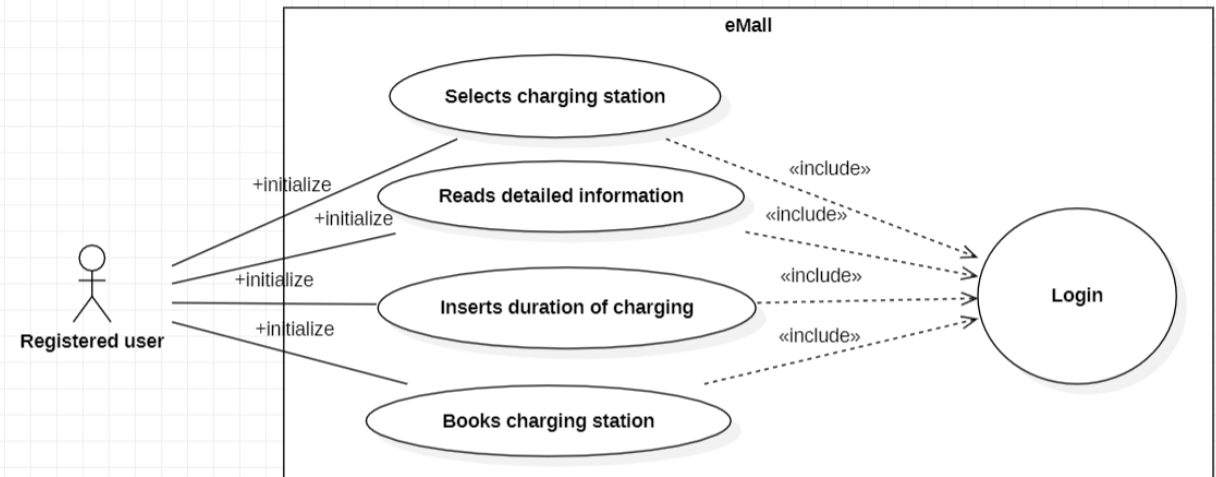 eMall
Selects charging station
«include»
+initialize
Reads detailed information
«include»
+initialize
+initialize
«include»
Login
Inserts duration of charging
+initialize
«include»
Registered user
Books charging station